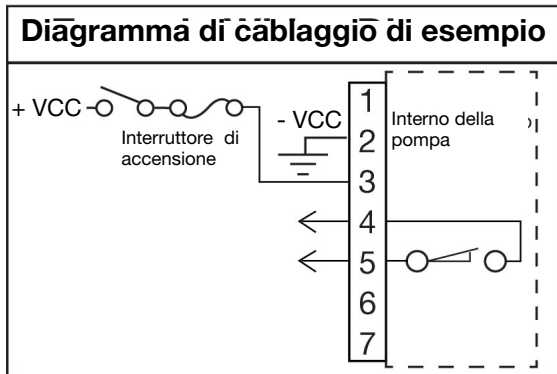 Diagramma di cablaggio di esempio
+ VCC
Interruttore di
accensione
- VCC
Interno della
pompa
1
2
3
4
5
6
7